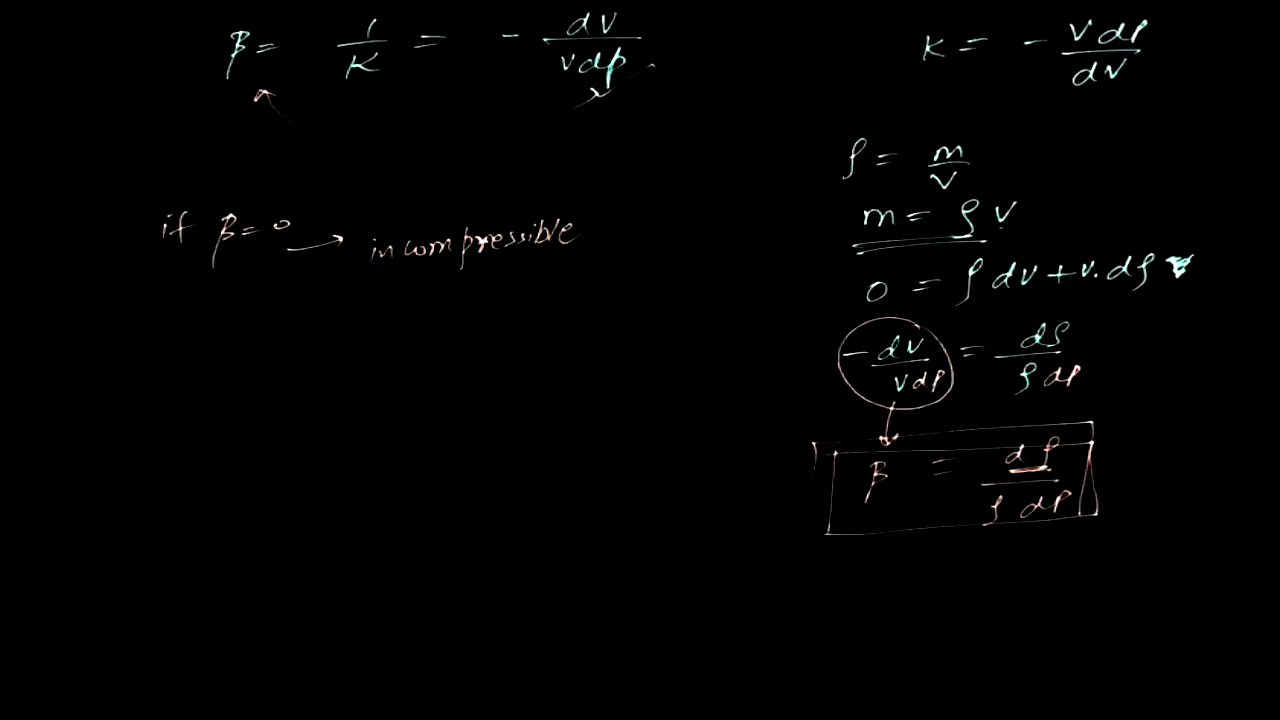 β = 1/K = - dV/Vdp
K = - Vdp/dV
if β = 0 → incompressible
ρ = m/V
m = ρV
0 = ρdv + v.dρ
- dv/vdp = dρ/ρdp
β = dρ/ρdp